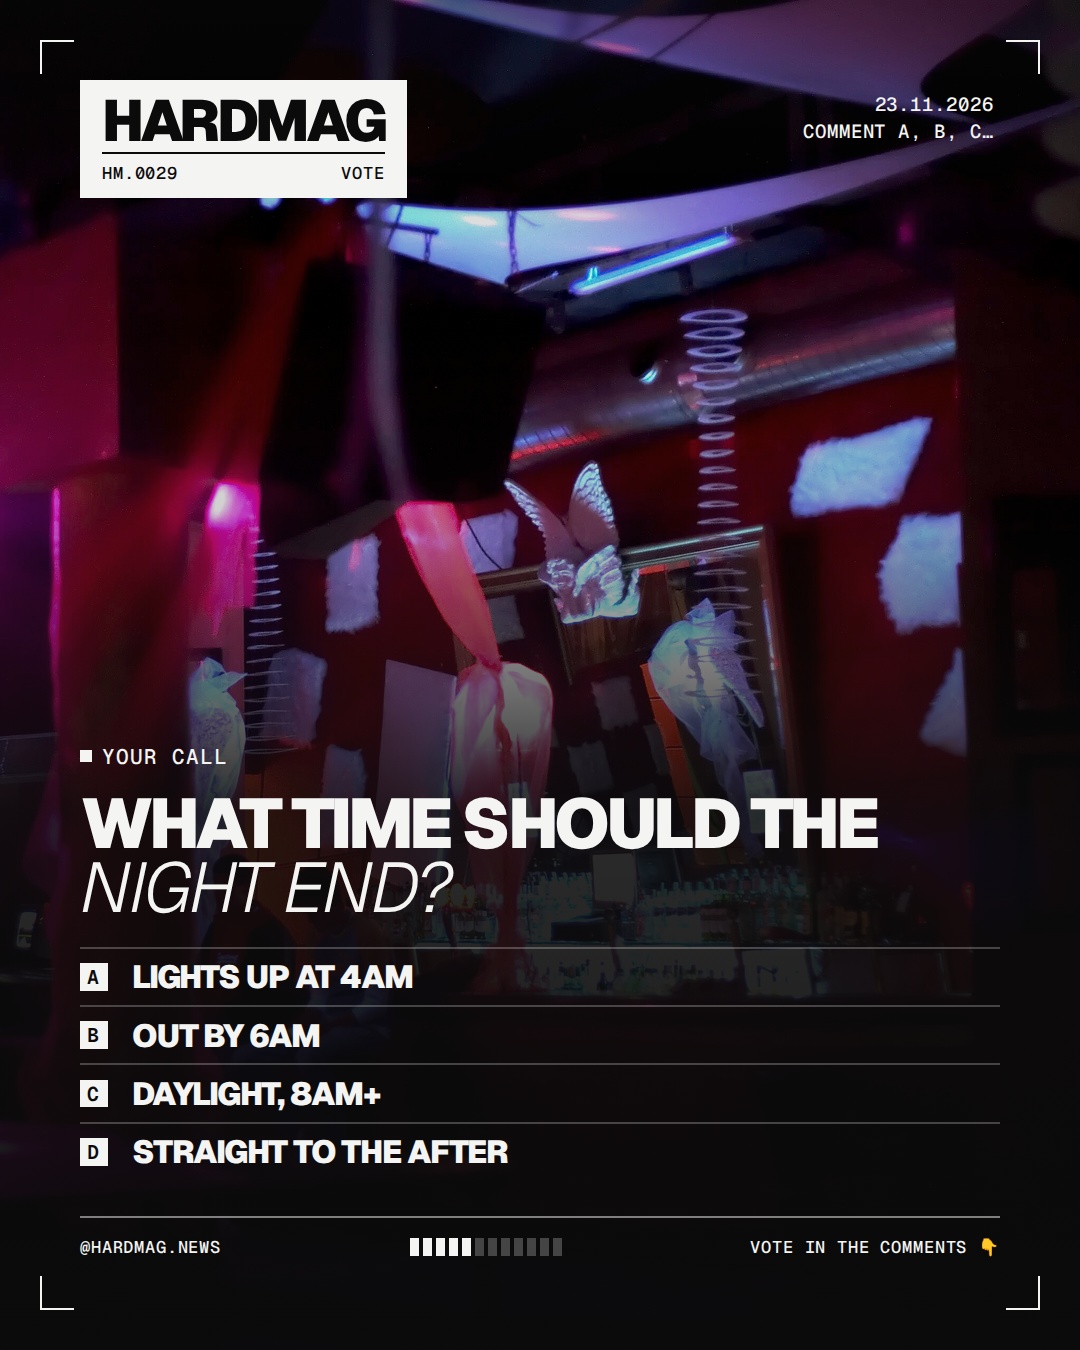 HARDMAG
HM.0029 VOTE
23.11.2026
COMMENT A, B, C…
YOUR CALL
WHAT TIME SHOULD THE
NIGHT END?
A LIGHTS UP AT 4AM
B OUT BY 6AM
C DAYLIGHT, 8AM+
D STRAIGHT TO THE AFTER
@HARDMAG.NEWS
VOTE IN THE COMMENTS 👇